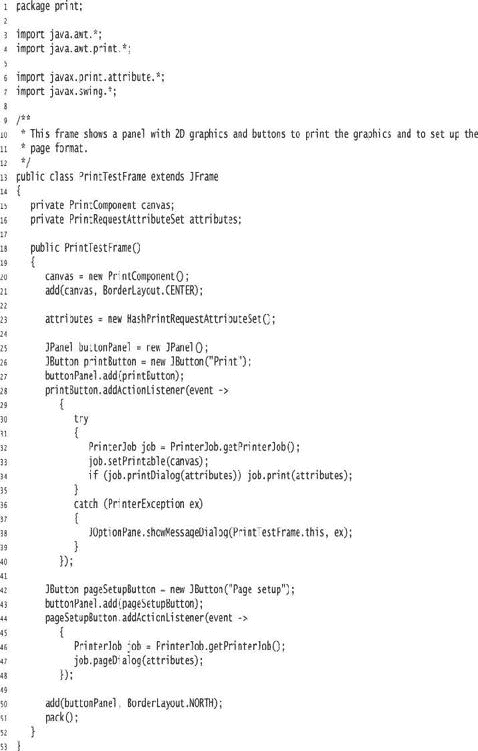 1 package print;
2
3 import java.awt.*;
4 import java.awt.print.*;
5
6 import javax.print.attribute.*;
7 import javax.swing.*;
8
9 /**
10 * This frame shows a panel with 2D graphics and buttons to print the graphics and to set up the
11 * page format.
12 */
13 public class PrintTestFrame extends JFrame
14 {
15 private PrintComponent canvas;
16 private PrintRequestAttributeSet attributes;
17
18 public PrintTestFrame()
19 {
20 canvas = new PrintComponent();
21 add(canvas, BorderLayout.CENTER);
22
23 attributes = new HashPrintRequestAttributeSet();
24
25 JPanel buttonPanel = new JPanel();
26 JButton printButton = new JButton("Print");
27 buttonPanel.add(printButton);
28 printButton.addActionListener(event ->
29 {
30 try
31 {
32 PrinterJob job = PrinterJob.getPrinterJob();
33 job.setPrintable(canvas);
34 if (job.printDialog(attributes)) job.print(attributes);
35 }
36 catch (PrinterException ex)
37 {
38 JOptionPane.showMessageDialog(PrintTestFrame.this, ex);
39 }
40 });
41
42 JButton pageSetupButton = new JButton("Page setup");
43 buttonPanel.add(pageSetupButton);
44 pageSetupButton.addActionListener(event ->
45 {
46 PrinterJob job = PrinterJob.getPrinterJob();
47 job.pageDialog(attributes);
48 });
49
50 add(buttonPanel, BorderLayout.NORTH);
51 pack();
52 }
53 }